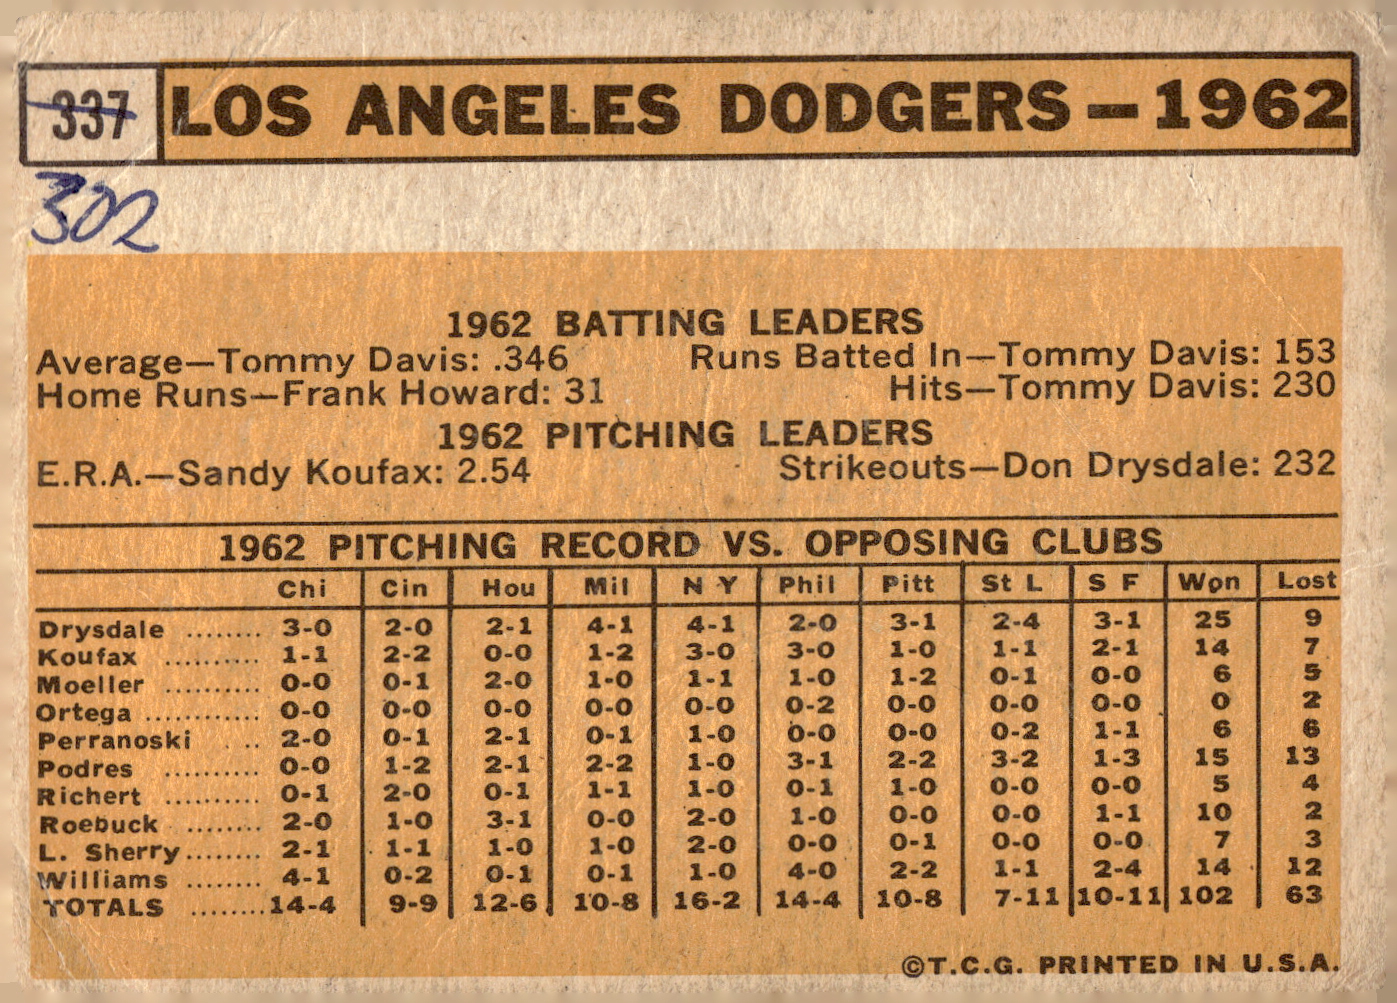 337 LOS ANGELES DODGERS — 1962
302
1962 BATTING LEADERS
Average—Tommy Davis: .346 Runs Batted In—Tommy Davis: 153
Home Runs—Frank Howard: 31 Hits—Tommy Davis: 230
1962 PITCHING LEADERS
E.R.A.—Sandy Koufax: 2.54 Strikeouts—Don Drysdale: 232
1962 PITCHING RECORD VS. OPPOSING CLUBS
Chi Cin Hou Mil N Y Phil Pitt St L S F Won Lost
Drysdale ........ 3-0 2-0 2-1 4-1 4-1 2-0 3-1 2-4 3-1 25 9
Koufax .......... 1-1 2-2 0-0 1-2 3-0 3-0 1-0 1-1 2-1 14 7
Moeller .......... 0-0 0-1 2-0 1-0 1-1 1-0 1-2 0-1 0-0 6 5
Ortega ............ 0-0 0-0 0-0 0-0 0-0 0-2 0-0 0-0 0-0 0 2
Perranoski . .. 2-0 0-1 2-1 0-1 1-0 0-0 0-0 0-2 1-1 6 6
Podres .......... 0-0 1-2 2-1 2-2 1-0 3-1 2-2 3-2 1-3 15 13
Richert .......... 0-1 2-0 0-1 1-1 1-0 0-1 1-0 0-0 0-0 5 4
Roebuck ........ 2-0 1-0 3-1 0-0 2-0 1-0 0-0 0-0 1-1 10 2
L. Sherry........ 2-1 1-1 1-0 1-0 2-0 0-0 0-1 0-0 0-0 7 3
Williams ........ 4-1 0-2 0-1 0-1 1-0 4-0 2-2 1-1 2-4 14 12
TOTALS ........14-4 9-9 12-6 10-8 16-2 14-4 10-8 7-11 10-11 102 63
©T.C.G. PRINTED IN U.S.A.